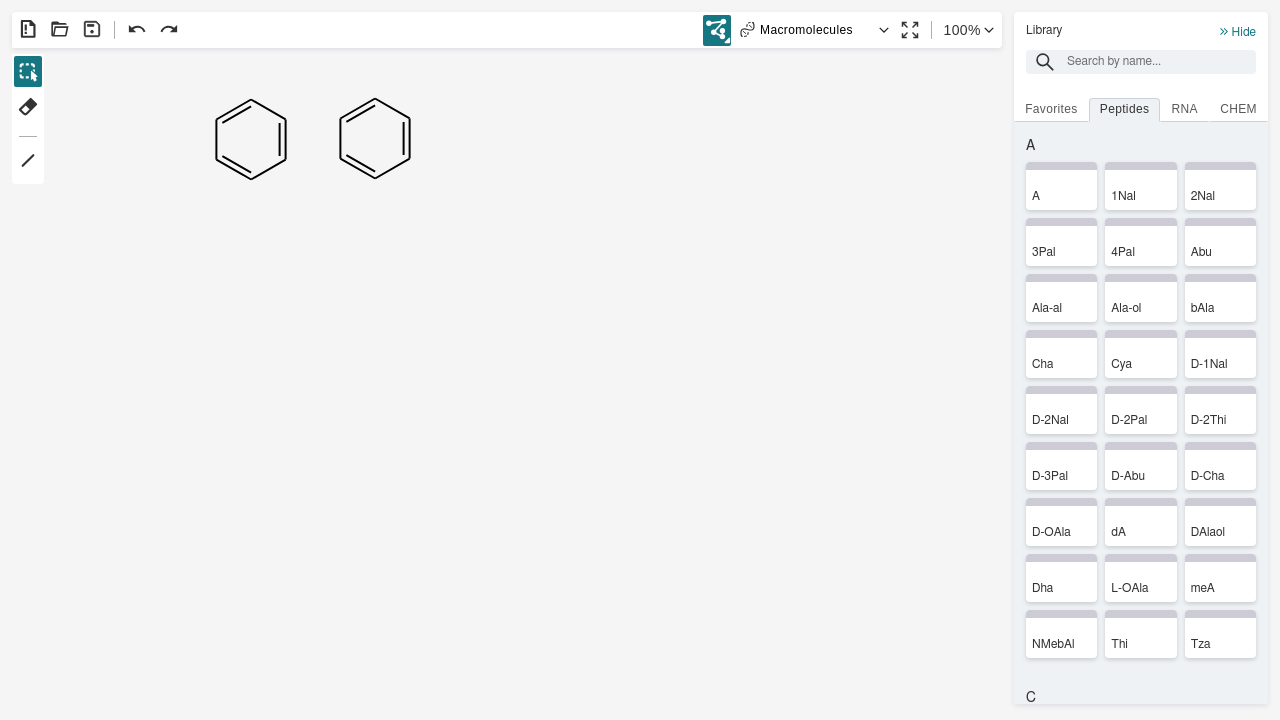 Macromolecules
100%
Library
Hide
Search by name...
Favorites Peptides RNA CHEM
A
A 1Nal 2Nal
3Pal 4Pal Abu
Ala-al Ala-ol bAla
Cha Cya D-1Nal
D-2Nal D-2Pal D-2Thi
D-3Pal D-Abu D-Cha
D-OAla dA DAlaol
Dha L-OAla meA
NMebAl Thi Tza
C